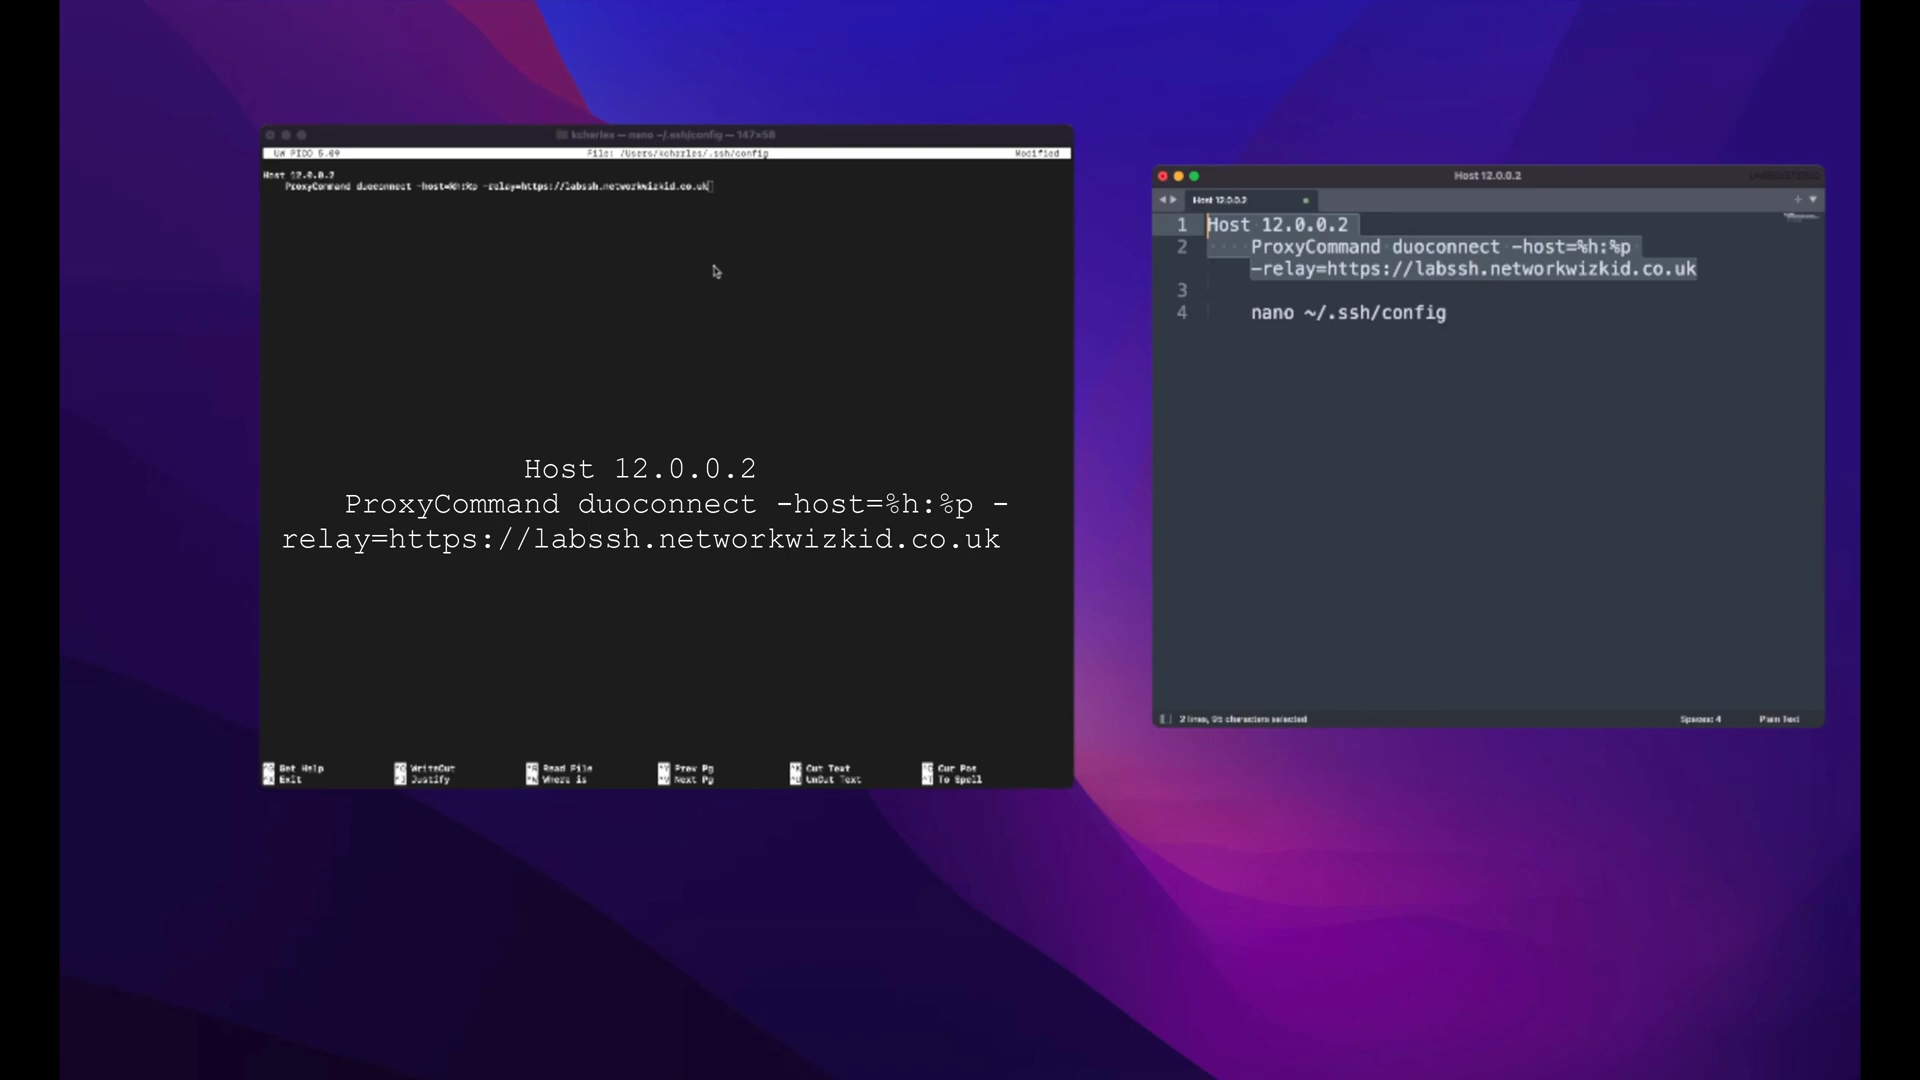 kcharles — nano ~/.ssh/config — 147×58
UW PICO 5.09 File: /Users/kcharles/.ssh/config Modified
Host 12.0.0.2
ProxyCommand duoconnect -host=%h:%p -relay=https://labssh.networkwizkid.co.uk
Host 12.0.0.2
ProxyCommand duoconnect -host=%h:%p -
relay=https://labssh.networkwizkid.co.uk
^G Get Help ^O WriteOut ^R Read File ^Y Prev Pg ^K Cut Text ^C Cur Pos
^X Exit ^J Justify ^W Where is ^V Next Pg ^U UnCut Text ^T To Spell
Host 12.0.0.2 UNREGISTERED
Host 12.0.0.2
1 Host 12.0.0.2
2 ProxyCommand duoconnect -host=%h:%p
-relay=https://labssh.networkwizkid.co.uk
3
4 nano ~/.ssh/config
2 lines, 95 characters selected Spaces: 4 Plain Text